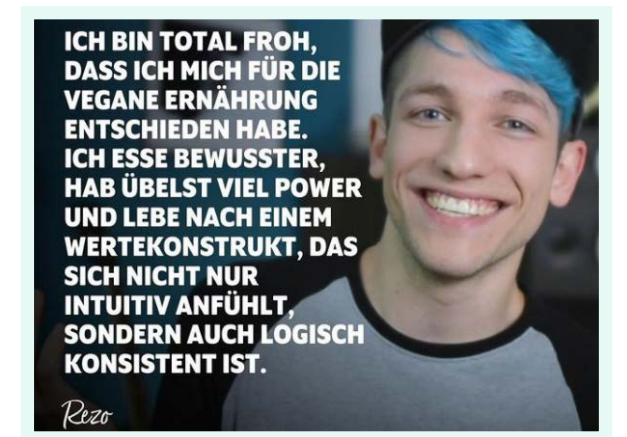 ICH BIN TOTAL FROH,
DASS ICH MICH FÜR DIE
VEGANE ERNÄHRUNG
ENTSCHIEDEN HABE.
ICH ESSE BEWUSSTER,
HAB ÜBELST VIEL POWER
UND LEBE NACH EINEM
WERTEKONSTRUKT, DAS
SICH NICHT NUR
INTUITIV ANFÜHLT,
SONDERN AUCH LOGISCH
KONSISTENT IST.
Rezo